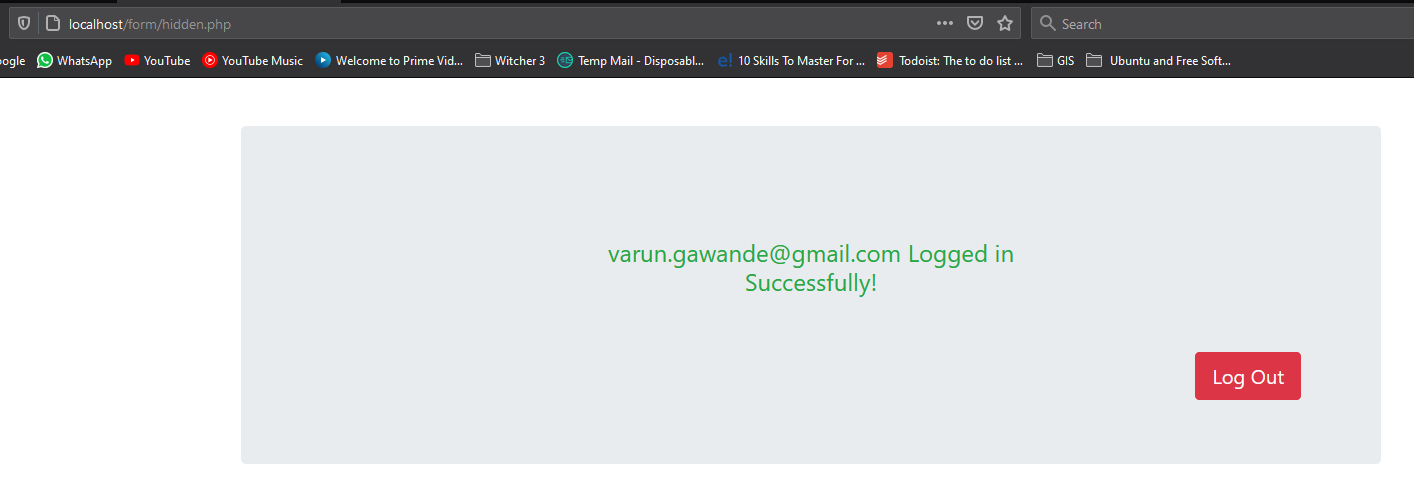 localhost/form/hidden.php
Search
ogle WhatsApp YouTube YouTube Music Welcome to Prime Vid... Witcher 3 Temp Mail - Disposabl... e! 10 Skills To Master For ... Todoist: The to do list ... GIS Ubuntu and Free Soft...
varun.gawande@gmail.com Logged in
Successfully!
Log Out